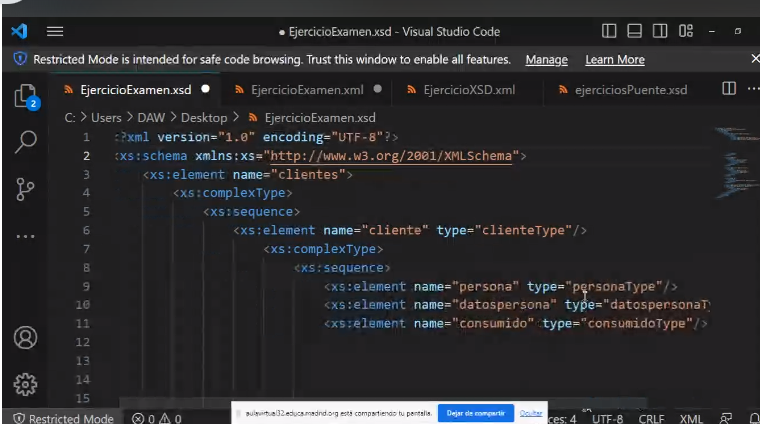 EjercicioExamen.xsd - Visual Studio Code
Restricted Mode is intended for safe code browsing. Trust this window to enable all features. Manage Learn More
EjercicioExamen.xsd EjercicioExamen.xml EjercicioXSD.xml ejerciciosPuente.xsd
C: > Users > DAW > Desktop > EjercicioExamen.xsd
1 <?xml version="1.0" encoding="UTF-8"?>
2 <xs:schema xmlns:xs="http://www.w3.org/2001/XMLSchema">
3 <xs:element name="clientes">
4 <xs:complexType>
5 <xs:sequence>
6 <xs:element name="cliente" type="clienteType"/>
7 <xs:complexType>
8 <xs:sequence>
9 <xs:element name="persona" type="personaType"/>
10 <xs:element name="datospersona" type="datospersonaTy
11 <xs:element name="consumido" type="consumidoType"/>
12
13
14
15
2
Restricted Mode 0 0 aulavirtual32.educa.madrid.org está compartiendo tu pantalla. Dejar de compartir Ocultar ces: 4 UTF-8 CRLF XML